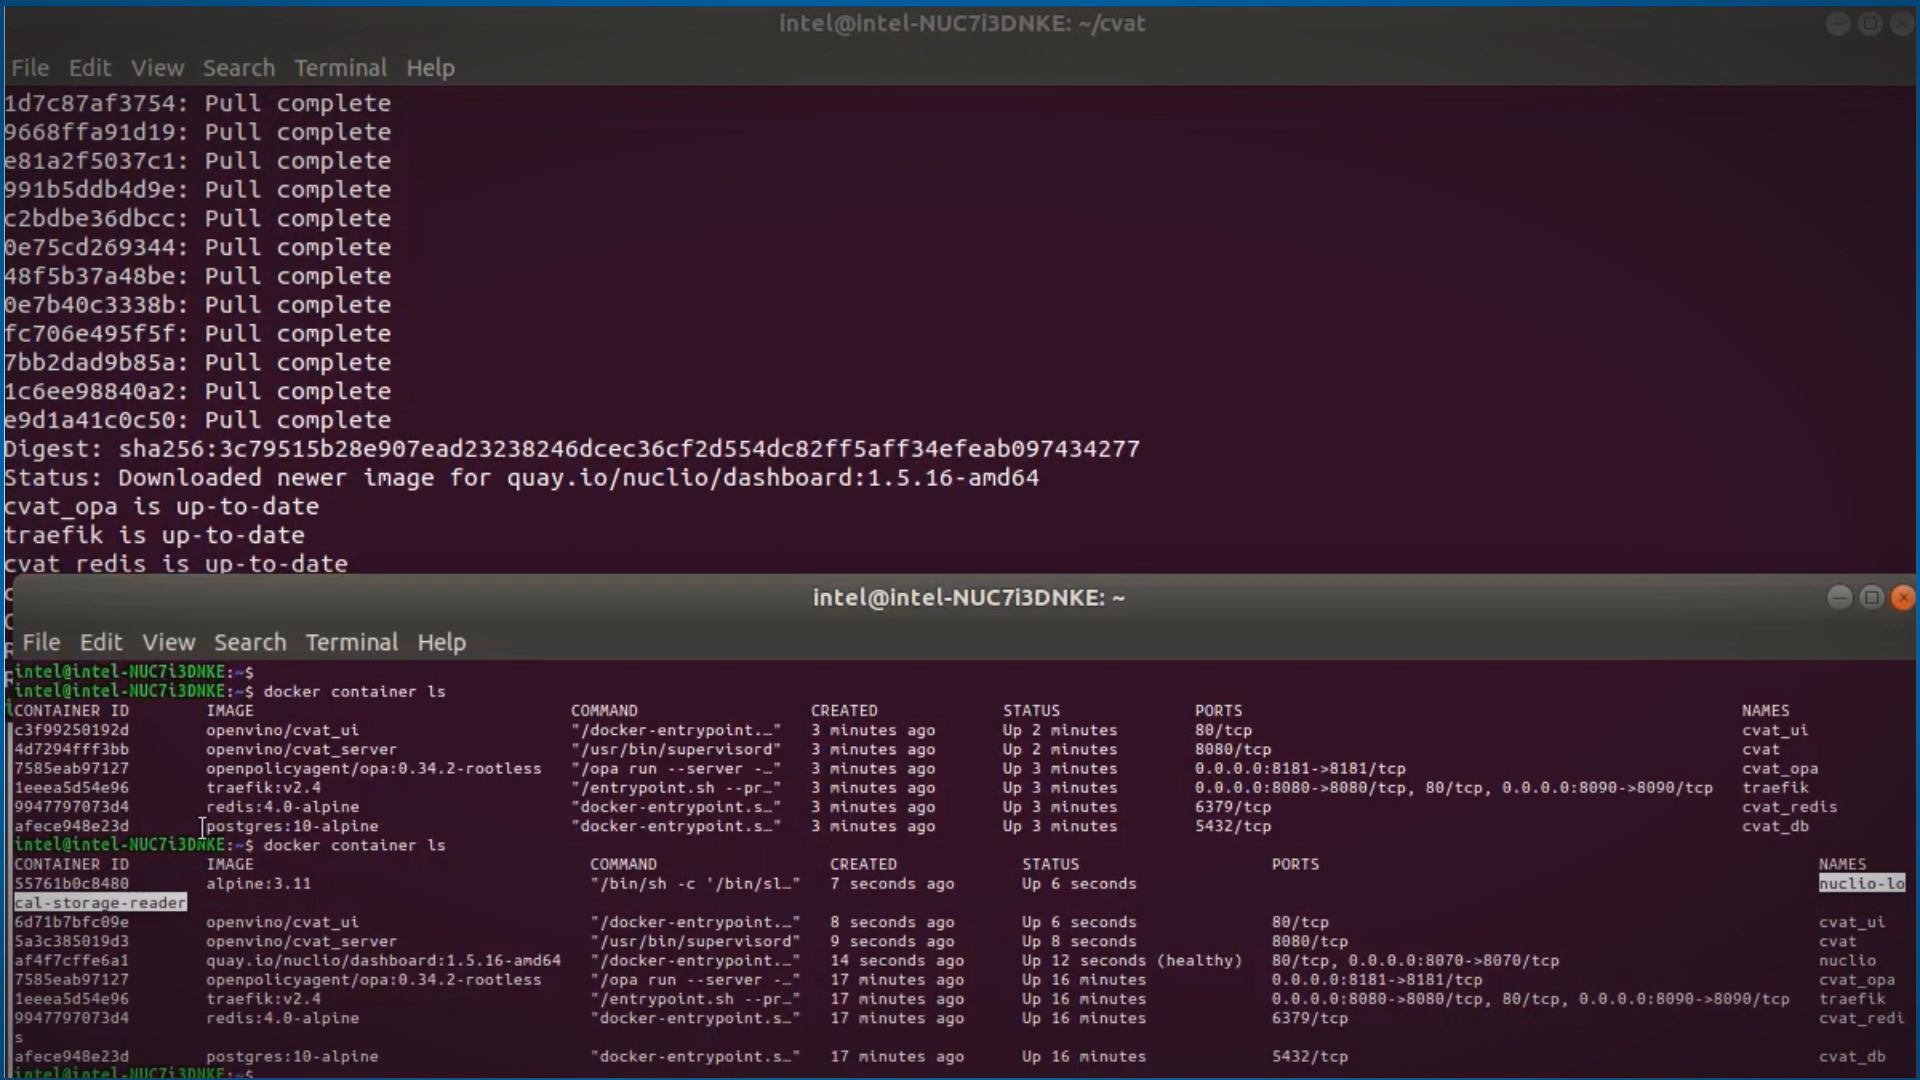 intel@intel-NUC7i3DNKE: ~/cvat
File Edit View Search Terminal Help
1d7c87af3754: Pull complete
9668ffa91d19: Pull complete
e81a2f5037c1: Pull complete
991b5ddb4d9e: Pull complete
c2bdbe36dbcc: Pull complete
0e75cd269344: Pull complete
48f5b37a48be: Pull complete
0e7b40c3338b: Pull complete
fc706e495f5f: Pull complete
7bb2dad9b85a: Pull complete
1c6ee98840a2: Pull complete
e9d1a41c0c50: Pull complete
Digest: sha256:3c79515b28e907ead23238246dcec36cf2d554dc82ff5aff34efeab097434277
Status: Downloaded newer image for quay.io/nuclio/dashboard:1.5.16-amd64
cvat_opa is up-to-date
traefik is up-to-date
cvat_redis is up-to-date
intel@intel-NUC7i3DNKE: ~
File Edit View Search Terminal Help
intel@intel-NUC7i3DNKE:~$
intel@intel-NUC7i3DNKE:~$ docker container ls
CONTAINER ID IMAGE COMMAND CREATED STATUS PORTS NAMES
c3f99250192d openvino/cvat_ui "/docker-entrypoint.…" 3 minutes ago Up 2 minutes 80/tcp cvat_ui
4d7294fff3bb openvino/cvat_server "/usr/bin/supervisord" 3 minutes ago Up 2 minutes 8080/tcp cvat
7585eab97127 openpolicyagent/opa:0.34.2-rootless "/opa run --server -…" 3 minutes ago Up 3 minutes 0.0.0.0:8181->8181/tcp cvat_opa
1eeea5d54e96 traefik:v2.4 "/entrypoint.sh --pr…" 3 minutes ago Up 3 minutes 0.0.0.0:8080->8080/tcp, 80/tcp, 0.0.0.0:8090->8090/tcp traefik
9947797073d4 redis:4.0-alpine "docker-entrypoint.s…" 3 minutes ago Up 3 minutes 6379/tcp cvat_redis
afece948e23d postgres:10-alpine "docker-entrypoint.s…" 3 minutes ago Up 3 minutes 5432/tcp cvat_db
intel@intel-NUC7i3DNKE:~$ docker container ls
CONTAINER ID IMAGE COMMAND CREATED STATUS PORTS NAMES
55761b0c8480 alpine:3.11 "/bin/sh -c '/bin/sl…" 7 seconds ago Up 6 seconds nuclio-lo
cal-storage-reader
6d71b7bfc09e openvino/cvat_ui "/docker-entrypoint.…" 8 seconds ago Up 6 seconds 80/tcp cvat_ui
5a3c385019d3 openvino/cvat_server "/usr/bin/supervisord" 9 seconds ago Up 8 seconds 8080/tcp cvat
af4f7cffe6a1 quay.io/nuclio/dashboard:1.5.16-amd64 "/docker-entrypoint.…" 14 seconds ago Up 12 seconds (healthy) 80/tcp, 0.0.0.0:8070->8070/tcp nuclio
7585eab97127 openpolicyagent/opa:0.34.2-rootless "/opa run --server -…" 17 minutes ago Up 16 minutes 0.0.0.0:8181->8181/tcp cvat_opa
1eeea5d54e96 traefik:v2.4 "/entrypoint.sh --pr…" 17 minutes ago Up 16 minutes 0.0.0.0:8080->8080/tcp, 80/tcp, 0.0.0.0:8090->8090/tcp traefik
9947797073d4 redis:4.0-alpine "docker-entrypoint.s…" 17 minutes ago Up 16 minutes 6379/tcp cvat_redi
s
afece948e23d postgres:10-alpine "docker-entrypoint.s…" 17 minutes ago Up 16 minutes 5432/tcp cvat_db
intel@intel-NUC7i3DNKE:~$